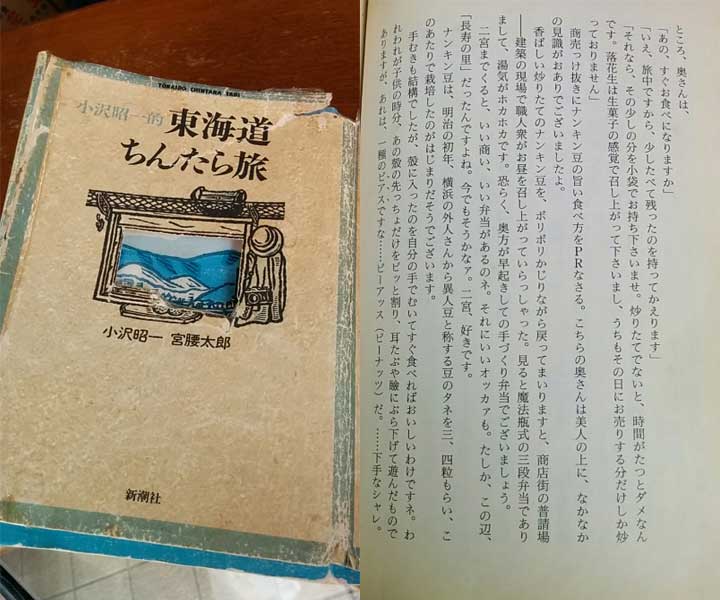 TOKAIDO CHINTARA TABI
小沢昭一的 東海道
ちんたら旅
小沢昭一 宮腰太郎
新潮社
ところ、奥さんは、
「あの、すぐお食べになりますか」
「いえ、旅中ですから、少したべて残ったのを持ってかえります」
「それなら、その少しの分を小袋でお持ち下さいませ。炒りたてでないと、時間がたつとダメなん
です。落花生は生菓子の感覚で召し上がって下さいまし、うちもその日にお売りする分だけしか炒
っておりません」
商売っけ抜きにナンキン豆の旨い食べ方をPRなさる。こちらの奥さんは美人の上に、なかなか
の見識がおありでございましたよ。
香ばしい炒りたてのナンキン豆を、ポリポリかじりながら戻ってまいりますと、商店街の普請場
――建築の現場で職人衆がお昼を召し上がっていらっしゃった。見ると魔法瓶式の三段弁当であり
まして、湯気がホカホカです。恐らく、奥方が早起きしての手づくり弁当でございましょう。
二宮までくると、いい商い、いい弁当があるのネ。それにいいオッカァも。たしか、この辺、
「長寿の里」だったんですよね。今でもそうかなァ。二宮、好きです。
ナンキン豆は、明治の初年、横浜の外人さんから異人豆と称する豆のタネを三、四粒もらい、こ
のあたりで栽培したのがはじまりだそうでございます。
手むきも結構でしたが、殻に入ったのを自分の手でむいてすぐ食べればおいしいわけですネ。わ
れわれが子供の時分、あの殻の先っちょだけをピッと割り、耳たぶや瞼にぶら下げて遊んだもので
ありますが、あれは、一種のピアスですな……ピーアッス（ピーナッツ）だ。……下手なシャレ。